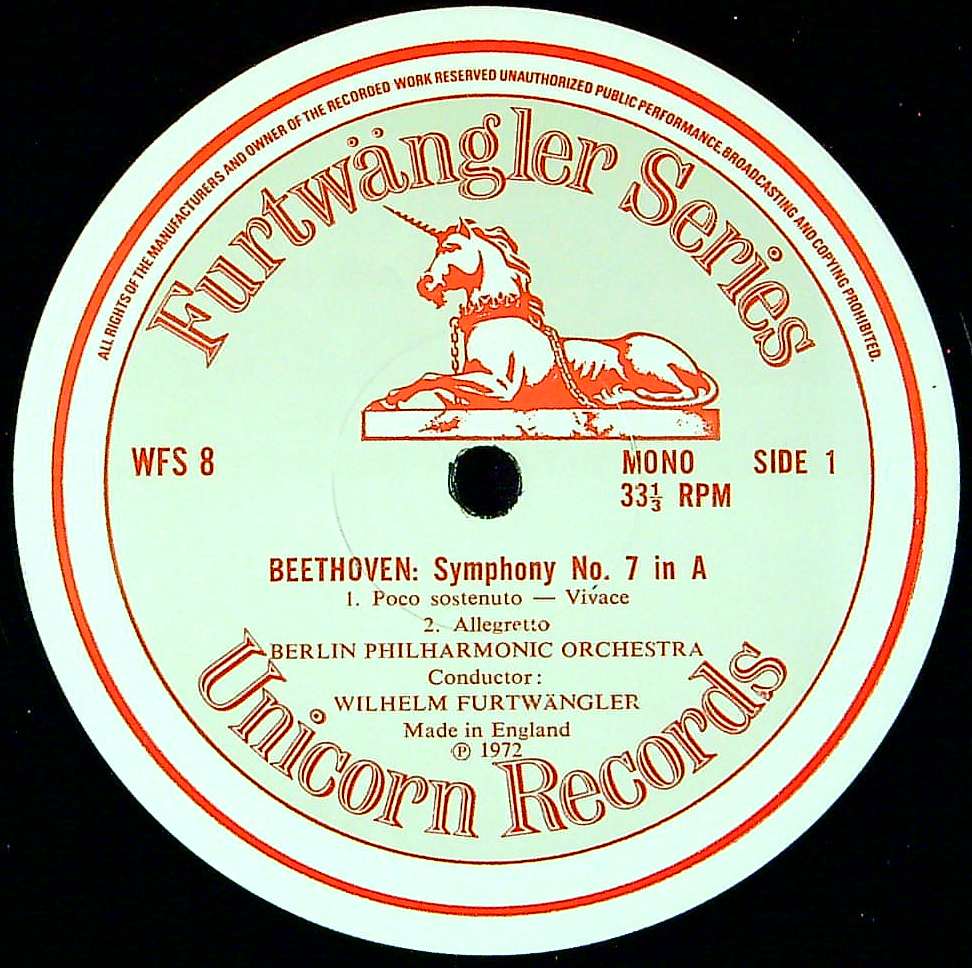 ALL RIGHTS OF THE MANUFACTURERS AND OWNER OF THE RECORDED WORK RESERVED UNAUTHORIZED PUBLIC PERFORMANCE, BROADCASTING AND COPYING PROHIBITED.
Furtwängler Series
WFS 8
MONO SIDE 1
33⅓ RPM
BEETHOVEN: Symphony No. 7 in A
1. Poco sostenuto — Vivace
2. Allegretto
BERLIN PHILHARMONIC ORCHESTRA
Conductor:
WILHELM FURTWÄNGLER
Made in England
℗ 1972
Unicorn Records